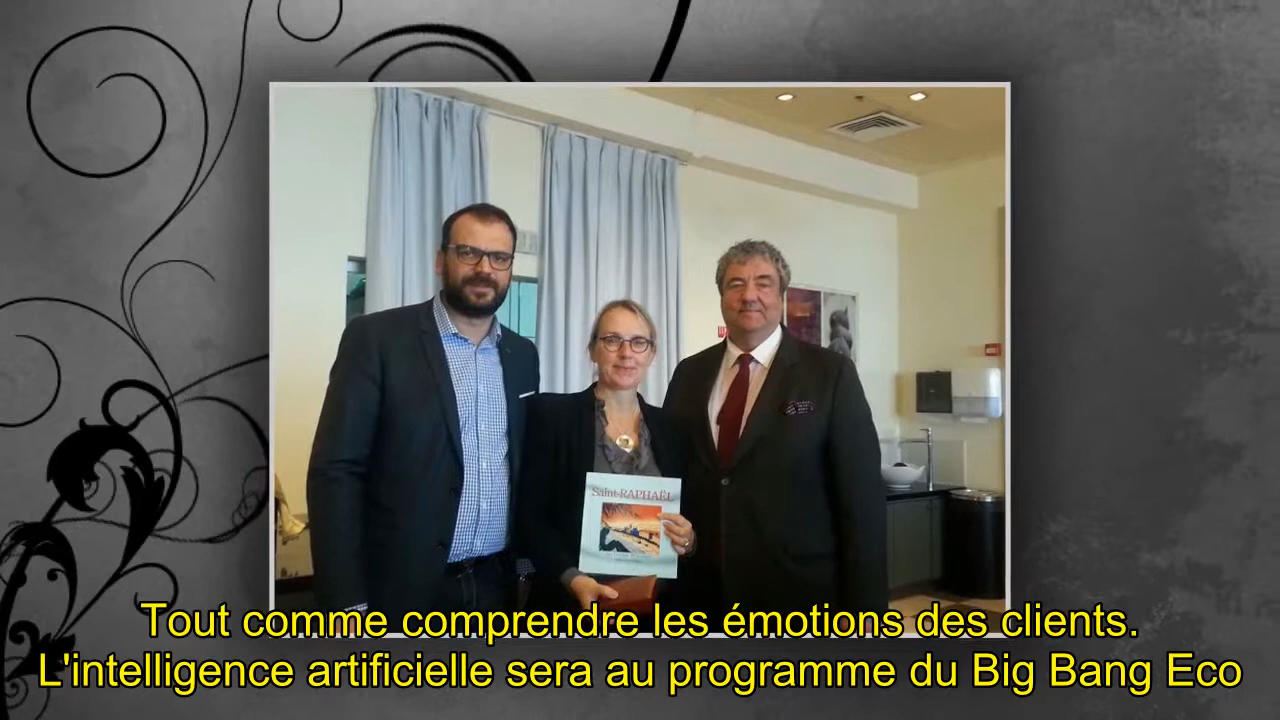 Saint-RAPHAËL
Tout comme comprendre les émotions des clients.
L'intelligence artificielle sera au programme du Big Bang Eco